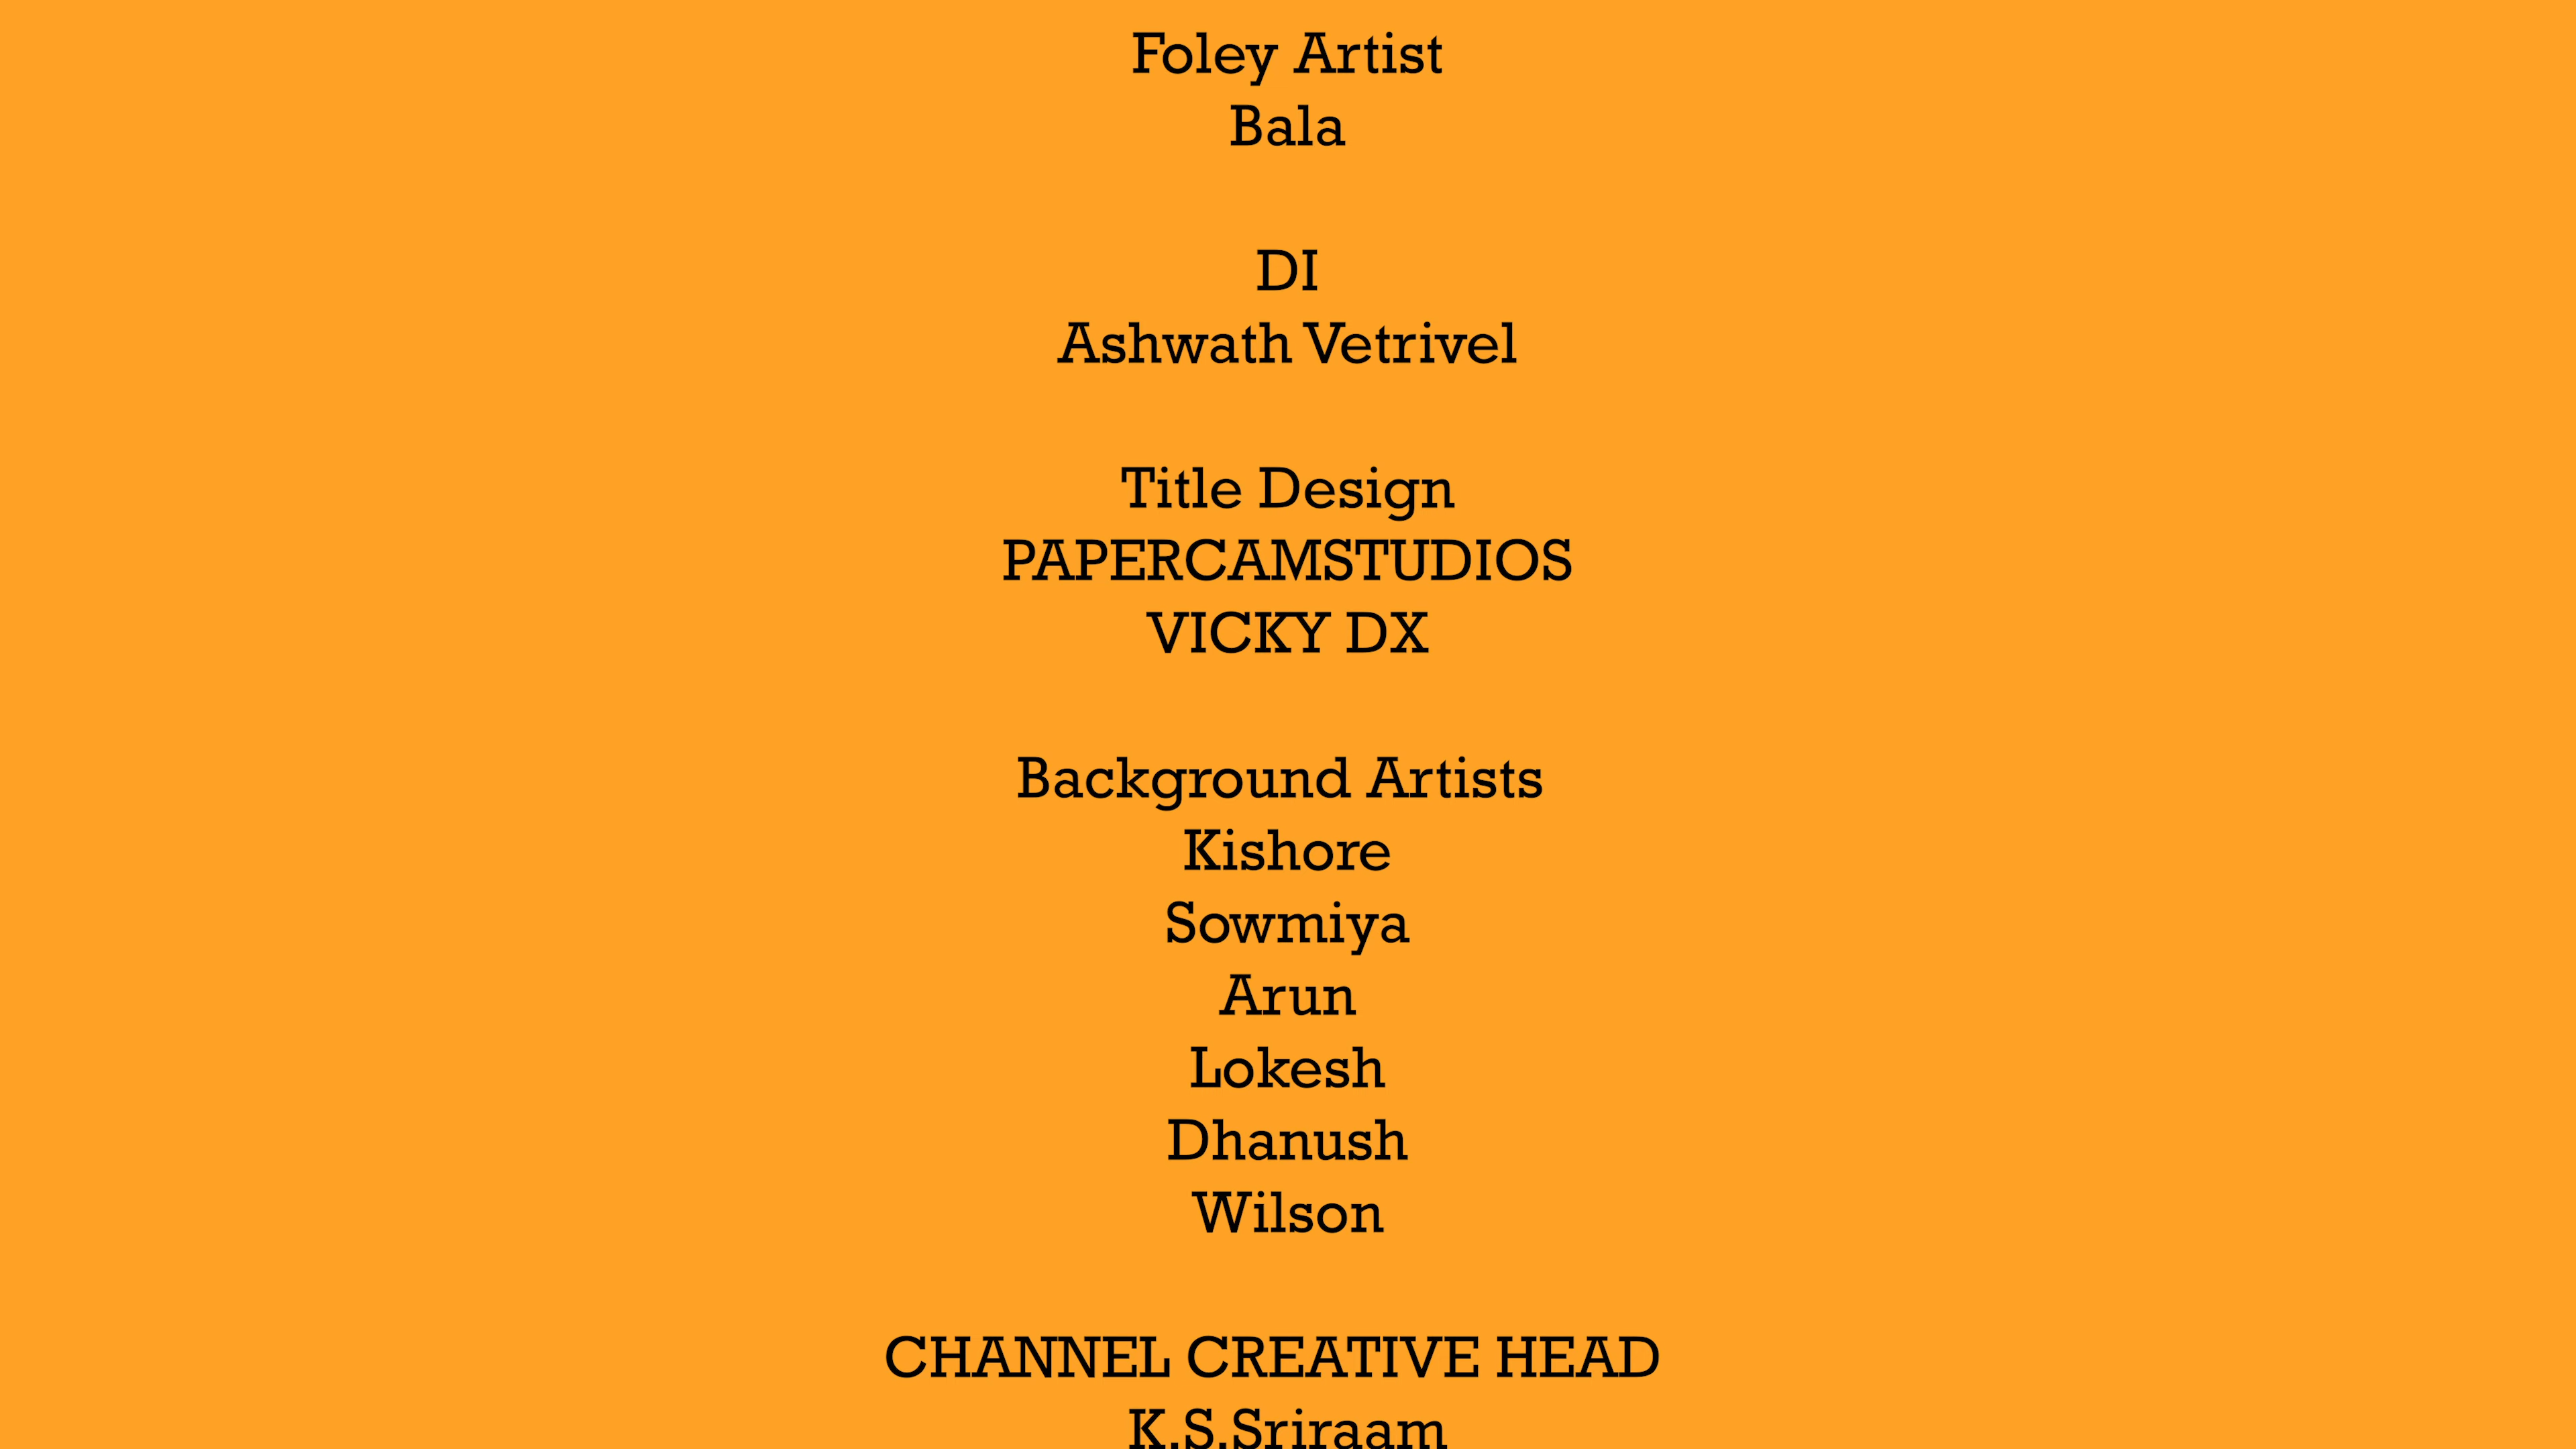 Foley Artist
Bala
DI
Ashwath Vetrivel
Title Design
PAPERCAMSTUDIOS
VICKY DX
Background Artists
Kishore
Sowmiya
Arun
Lokesh
Dhanush
Wilson
CHANNEL CREATIVE HEAD
K.S.Sriraam